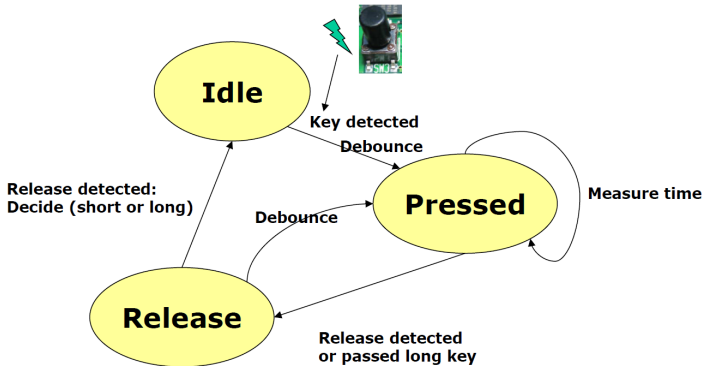 Idle
Key detected
Debounce
Release detected:
Decide (short or long)
Debounce
Pressed
Measure time
Release
Release detected
or passed long key